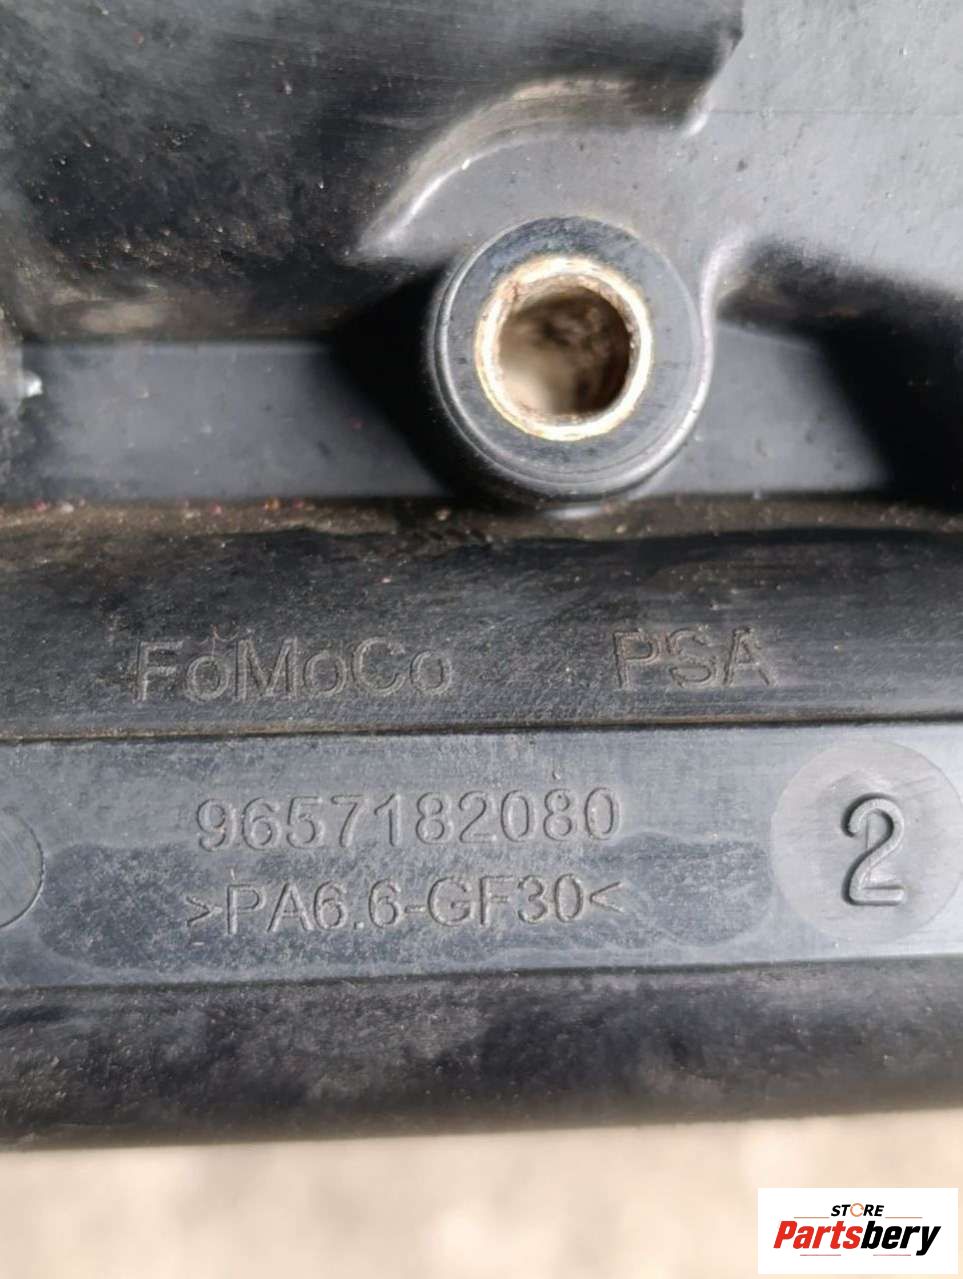 FoMoCo PSA
9657182080
>PA6.6-GF30<
2
STORE
Partsbery